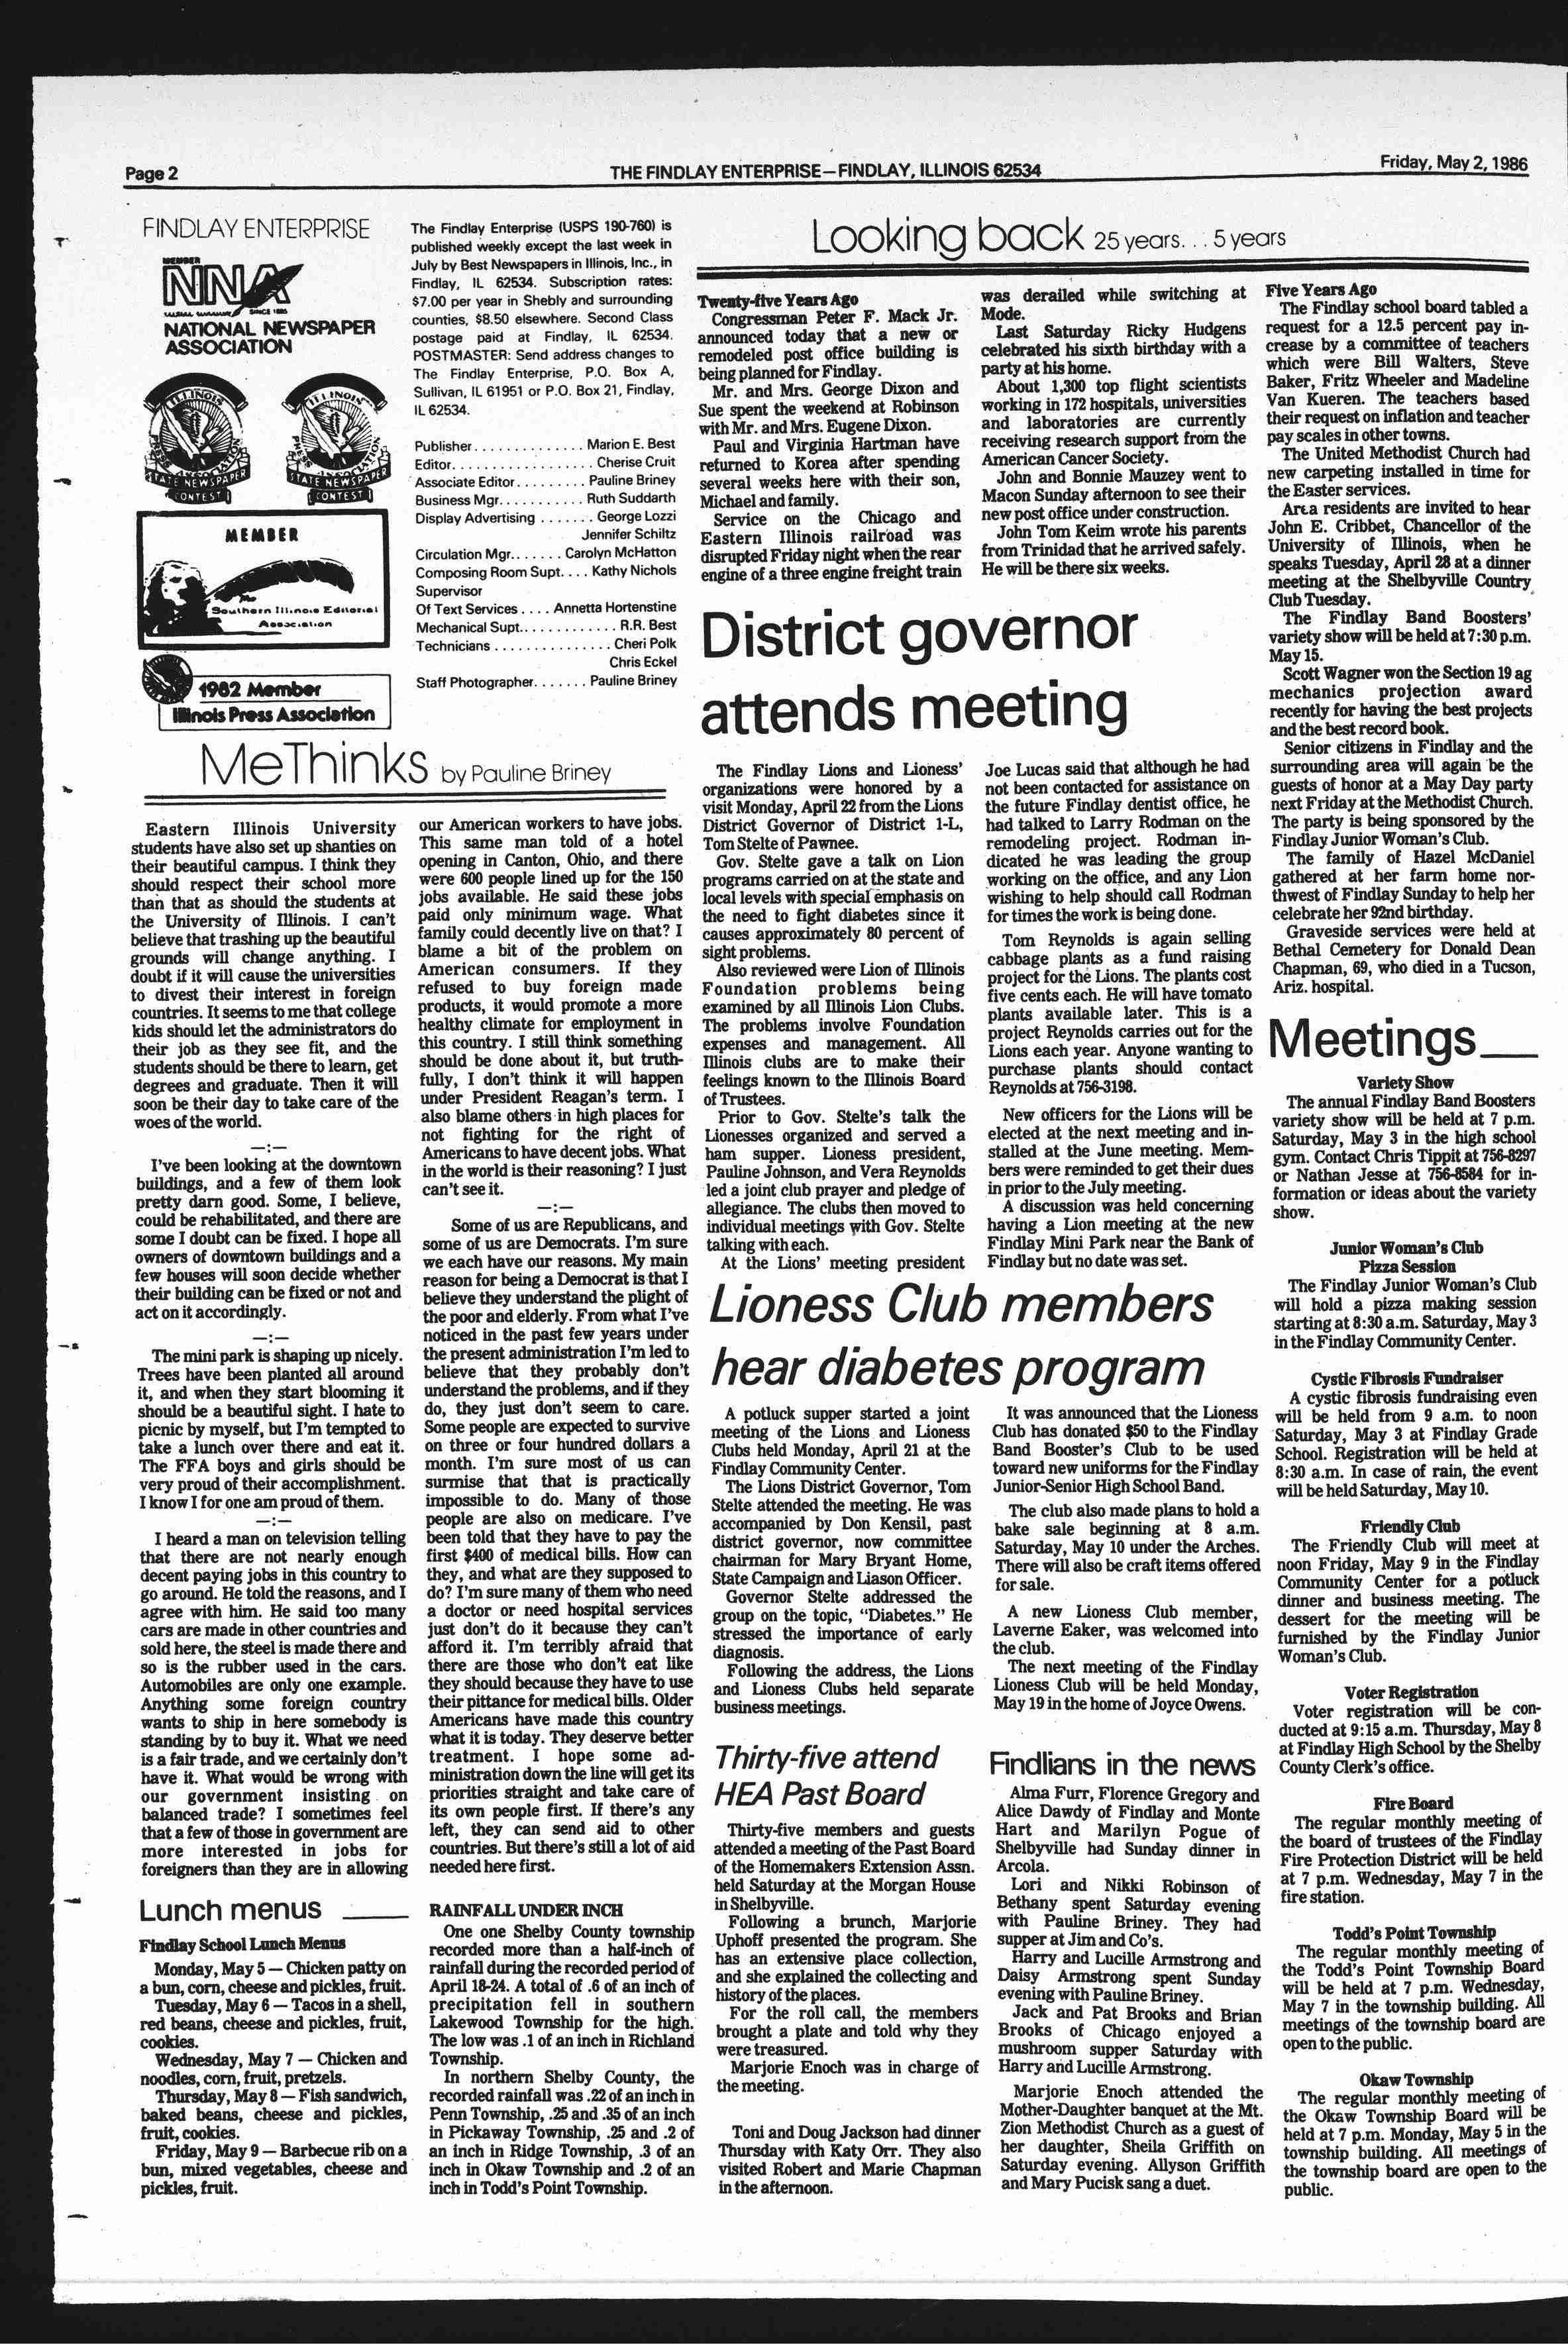 Page 2
THE FINDLAY ENTERPRISE—FINDLAY, ILLINOIS 62534
Friday, May 2, 1986
FINDLAY ENTERPRISE
MEMBER
NNA
SINCE 1885
NATIONAL NEWSPAPER
ASSOCIATION
ILLINOIS
PRESS ASSOCIATION
STATE NEWSPAPER
CONTEST
ILLINOIS
PRESS ASSOCIATION
STATE NEWSPAPER
CONTEST
MEMBER
The
Southern Illinois Editorial
Association
1982 Member
Illinois Press Association
The Findlay Enterprise (USPS 190-760) is
published weekly except the last week in
July by Best Newspapers in Illinois, Inc., in
Findlay, IL 62534. Subscription rates:
$7.00 per year in Shebly and surrounding
counties, $8.50 elsewhere. Second Class
postage paid at Findlay, IL 62534.
POSTMASTER: Send address changes to
The Findlay Enterprise, P.O. Box A,
Sullivan, IL 61951 or P.O. Box 21, Findlay,
IL 62534.
Publisher.............. Marion E. Best
Editor.................. Cherise Cruit
Associate Editor......... Pauline Briney
Business Mgr........... Ruth Suddarth
Display Advertising ....... George Lozzi
Jennifer Schiltz
Circulation Mgr....... Carolyn McHatton
Composing Room Supt.... Kathy Nichols
Supervisor
Of Text Services .... Annetta Hortenstine
Mechanical Supt............. R.R. Best
Technicians ............... Cheri Polk
Chris Eckel
Staff Photographer....... Pauline Briney
MeThinks by Pauline Briney
Eastern Illinois University
students have also set up shanties on
their beautiful campus. I think they
should respect their school more
than that as should the students at
the University of Illinois. I can't
believe that trashing up the beautiful
grounds will change anything. I
doubt if it will cause the universities
to divest their interest in foreign
countries. It seems to me that college
kids should let the administrators do
their job as they see fit, and the
students should be there to learn, get
degrees and graduate. Then it will
soon be their day to take care of the
woes of the world.
—:—
I've been looking at the downtown
buildings, and a few of them look
pretty darn good. Some, I believe,
could be rehabilitated, and there are
some I doubt can be fixed. I hope all
owners of downtown buildings and a
few houses will soon decide whether
their building can be fixed or not and
act on it accordingly.
—:—
The mini park is shaping up nicely.
Trees have been planted all around
it, and when they start blooming it
should be a beautiful sight. I hate to
picnic by myself, but I'm tempted to
take a lunch over there and eat it.
The FFA boys and girls should be
very proud of their accomplishment.
I know I for one am proud of them.
—:—
I heard a man on television telling
that there are not nearly enough
decent paying jobs in this country to
go around. He told the reasons, and I
agree with him. He said too many
cars are made in other countries and
sold here, the steel is made there and
so is the rubber used in the cars.
Automobiles are only one example.
Anything some foreign country
wants to ship in here somebody is
standing by to buy it. What we need
is a fair trade, and we certainly don't
have it. What would be wrong with
our government insisting on
balanced trade? I sometimes feel
that a few of those in government are
more interested in jobs for
foreigners than they are in allowing
our American workers to have jobs.
This same man told of a hotel
opening in Canton, Ohio, and there
were 600 people lined up for the 150
jobs available. He said these jobs
paid only minimum wage. What
family could decently live on that? I
blame a bit of the problem on
American consumers. If they
refused to buy foreign made
products, it would promote a more
healthy climate for employment in
this country. I still think something
should be done about it, but truth-
fully, I don't think it will happen
under President Reagan's term. I
also blame others in high places for
not fighting for the right of
Americans to have decent jobs. What
in the world is their reasoning? I just
can't see it.
—:—
Some of us are Republicans, and
some of us are Democrats. I'm sure
we each have our reasons. My main
reason for being a Democrat is that I
believe they understand the plight of
the poor and elderly. From what I've
noticed in the past few years under
the present administration I'm led to
believe that they probably don't
understand the problems, and if they
do, they just don't seem to care.
Some people are expected to survive
on three or four hundred dollars a
month. I'm sure most of us can
surmise that that is practically
impossible to do. Many of those
people are also on medicare. I've
been told that they have to pay the
first $400 of medical bills. How can
they, and what are they supposed to
do? I'm sure many of them who need
a doctor or need hospital services
just don't do it because they can't
afford it. I'm terribly afraid that
there are those who don't eat like
they should because they have to use
their pittance for medical bills. Older
Americans have made this country
what it is today. They deserve better
treatment. I hope some ad-
ministration down the line will get its
priorities straight and take care of
its own people first. If there's any
left, they can send aid to other
countries. But there's still a lot of aid
needed here first.
Lunch menus
Findlay School Lunch Menus
Monday, May 5 — Chicken patty on
a bun, corn, cheese and pickles, fruit.
Tuesday, May 6 — Tacos in a shell,
red beans, cheese and pickles, fruit,
cookies.
Wednesday, May 7 — Chicken and
noodles, corn, fruit, pretzels.
Thursday, May 8 — Fish sandwich,
baked beans, cheese and pickles,
fruit, cookies.
Friday, May 9 — Barbecue rib on a
bun, mixed vegetables, cheese and
pickles, fruit.
RAINFALL UNDER INCH
One one Shelby County township
recorded more than a half-inch of
rainfall during the recorded period of
April 18-24. A total of .6 of an inch of
precipitation fell in southern
Lakewood Township for the high.
The low was .1 of an inch in Richland
Township.
In northern Shelby County, the
recorded rainfall was .22 of an inch in
Penn Township, .25 and .35 of an inch
in Pickaway Township, .25 and .2 of
an inch in Ridge Township, .3 of an
inch in Okaw Township and .2 of an
inch in Todd's Point Township.
Looking back 25 years... 5 years
Twenty-five Years Ago
Congressman Peter F. Mack Jr.
announced today that a new or
remodeled post office building is
being planned for Findlay.
Mr. and Mrs. George Dixon and
Sue spent the weekend at Robinson
with Mr. and Mrs. Eugene Dixon.
Paul and Virginia Hartman have
returned to Korea after spending
several weeks here with their son,
Michael and family.
Service on the Chicago and
Eastern Illinois railroad was
disrupted Friday night when the rear
engine of a three engine freight train
was derailed while switching at
Mode.
Last Saturday Ricky Hudgens
celebrated his sixth birthday with a
party at his home.
About 1,300 top flight scientists
working in 172 hospitals, universities
and laboratories are currently
receiving research support from the
American Cancer Society.
John and Bonnie Mauzey went to
Macon Sunday afternoon to see their
new post office under construction.
John Tom Keim wrote his parents
from Trinidad that he arrived safely.
He will be there six weeks.
Five Years Ago
The Findlay school board tabled a
request for a 12.5 percent pay in-
crease by a committee of teachers
which were Bill Walters, Steve
Baker, Fritz Wheeler and Madeline
Van Kueren. The teachers based
their request on inflation and teacher
pay scales in other towns.
The United Methodist Church had
new carpeting installed in time for
the Easter services.
Area residents are invited to hear
John E. Cribbet, Chancellor of the
University of Illinois, when he
speaks Tuesday, April 28 at a dinner
meeting at the Shelbyville Country
Club Tuesday.
The Findlay Band Boosters'
variety show will be held at 7:30 p.m.
May 15.
Scott Wagner won the Section 19 ag
mechanics projection award
recently for having the best projects
and the best record book.
Senior citizens in Findlay and the
surrounding area will again be the
guests of honor at a May Day party
next Friday at the Methodist Church.
The party is being sponsored by the
Findlay Junior Woman's Club.
The family of Hazel McDaniel
gathered at her farm home nor-
thwest of Findlay Sunday to help her
celebrate her 92nd birthday.
Graveside services were held at
Bethal Cemetery for Donald Dean
Chapman, 69, who died in a Tucson,
Ariz. hospital.
District governor
attends meeting
The Findlay Lions and Lioness'
organizations were honored by a
visit Monday, April 22 from the Lions
District Governor of District 1-L,
Tom Stelte of Pawnee.
Gov. Stelte gave a talk on Lion
programs carried on at the state and
local levels with special emphasis on
the need to fight diabetes since it
causes approximately 80 percent of
sight problems.
Also reviewed were Lion of Illinois
Foundation problems being
examined by all Illinois Lion Clubs.
The problems involve Foundation
expenses and management. All
Illinois clubs are to make their
feelings known to the Illinois Board
of Trustees.
Prior to Gov. Stelte's talk the
Lionesses organized and served a
ham supper. Lioness president,
Pauline Johnson, and Vera Reynolds
led a joint club prayer and pledge of
allegiance. The clubs then moved to
individual meetings with Gov. Stelte
talking with each.
At the Lions' meeting president
Joe Lucas said that although he had
not been contacted for assistance on
the future Findlay dentist office, he
had talked to Larry Rodman on the
remodeling project. Rodman in-
dicated he was leading the group
working on the office, and any Lion
wishing to help should call Rodman
for times the work is being done.
Tom Reynolds is again selling
cabbage plants as a fund raising
project for the Lions. The plants cost
five cents each. He will have tomato
plants available later. This is a
project Reynolds carries out for the
Lions each year. Anyone wanting to
purchase plants should contact
Reynolds at 756-3198.
New officers for the Lions will be
elected at the next meeting and in-
stalled at the June meeting. Mem-
bers were reminded to get their dues
in prior to the July meeting.
A discussion was held concerning
having a Lion meeting at the new
Findlay Mini Park near the Bank of
Findlay but no date was set.
Lioness Club members
hear diabetes program
A potluck supper started a joint
meeting of the Lions and Lioness
Clubs held Monday, April 21 at the
Findlay Community Center.
The Lions District Governor, Tom
Stelte attended the meeting. He was
accompanied by Don Kensil, past
district governor, now committee
chairman for Mary Bryant Home,
State Campaign and Liason Officer.
Governor Stelte addressed the
group on the topic, "Diabetes." He
stressed the importance of early
diagnosis.
Following the address, the Lions
and Lioness Clubs held separate
business meetings.
It was announced that the Lioness
Club has donated $50 to the Findlay
Band Booster's Club to be used
toward new uniforms for the Findlay
Junior-Senior High School Band.
The club also made plans to hold a
bake sale beginning at 8 a.m.
Saturday, May 10 under the Arches.
There will also be craft items offered
for sale.
A new Lioness Club member,
Laverne Eaker, was welcomed into
the club.
The next meeting of the Findlay
Lioness Club will be held Monday,
May 19 in the home of Joyce Owens.
Thirty-five attend
HEA Past Board
Thirty-five members and guests
attended a meeting of the Past Board
of the Homemakers Extension Assn.
held Saturday at the Morgan House
in Shelbyville.
Following a brunch, Marjorie
Uphoff presented the program. She
has an extensive place collection,
and she explained the collecting and
history of the places.
For the roll call, the members
brought a plate and told why they
were treasured.
Marjorie Enoch was in charge of
the meeting.
Toni and Doug Jackson had dinner
Thursday with Katy Orr. They also
visited Robert and Marie Chapman
in the afternoon.
Findlians in the news
Alma Furr, Florence Gregory and
Alice Dawdy of Findlay and Monte
Hart and Marilyn Pogue of
Shelbyville had Sunday dinner in
Arcola.
Lori and Nikki Robinson of
Bethany spent Saturday evening
with Pauline Briney. They had
supper at Jim and Co's.
Harry and Lucille Armstrong and
Daisy Armstrong spent Sunday
evening with Pauline Briney.
Jack and Pat Brooks and Brian
Brooks of Chicago enjoyed a
mushroom supper Saturday with
Harry and Lucille Armstrong.
Marjorie Enoch attended the
Mother-Daughter banquet at the Mt.
Zion Methodist Church as a guest of
her daughter, Sheila Griffith on
Saturday evening. Allyson Griffith
and Mary Pucisk sang a duet.
Meetings
Variety Show
The annual Findlay Band Boosters
variety show will be held at 7 p.m.
Saturday, May 3 in the high school
gym. Contact Chris Tippit at 756-8297
or Nathan Jesse at 756-8584 for in-
formation or ideas about the variety
show.
Junior Woman's Club
Pizza Session
The Findlay Junior Woman's Club
will hold a pizza making session
starting at 8:30 a.m. Saturday, May 3
in the Findlay Community Center.
Cystic Fibrosis Fundraiser
A cystic fibrosis fundraising even
will be held from 9 a.m. to noon
Saturday, May 3 at Findlay Grade
School. Registration will be held at
8:30 a.m. In case of rain, the event
will be held Saturday, May 10.
Friendly Club
The Friendly Club will meet at
noon Friday, May 9 in the Findlay
Community Center for a potluck
dinner and business meeting. The
dessert for the meeting will be
furnished by the Findlay Junior
Woman's Club.
Voter Registration
Voter registration will be con-
ducted at 9:15 a.m. Thursday, May 8
at Findlay High School by the Shelby
County Clerk's office.
Fire Board
The regular monthly meeting of
the board of trustees of the Findlay
Fire Protection District will be held
at 7 p.m. Wednesday, May 7 in the
fire station.
Todd's Point Township
The regular monthly meeting of
the Todd's Point Township Board
will be held at 7 p.m. Wednesday,
May 7 in the township building. All
meetings of the township board are
open to the public.
Okaw Township
The regular monthly meeting of
the Okaw Township Board will be
held at 7 p.m. Monday, May 5 in the
township building. All meetings of
the township board are open to the
public.